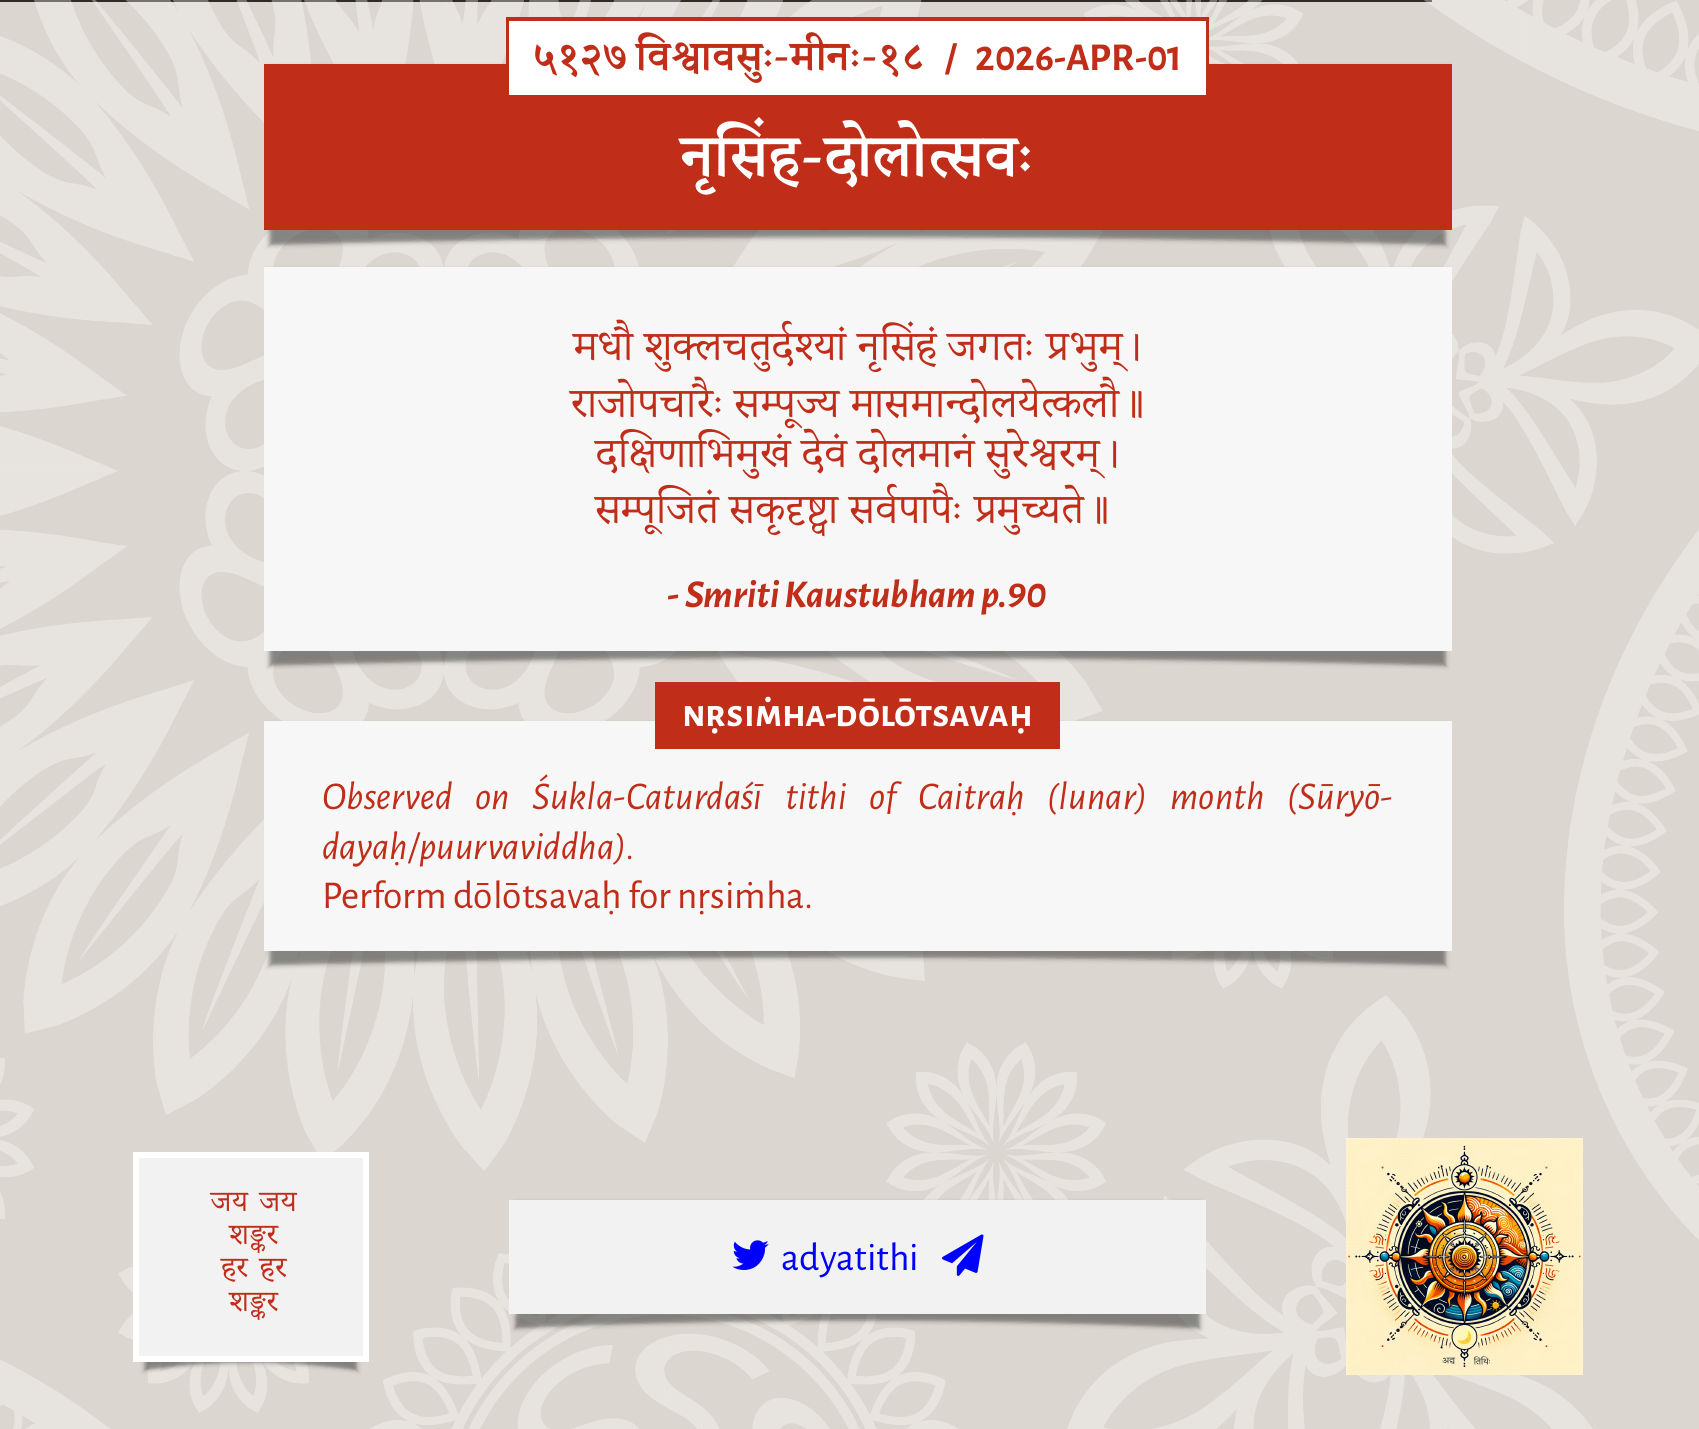 ५१२७ विश्वावसुः-मीनः-१८ / 2026-APR-01
नृसिंह-दोलोत्सवः
मधौ शुक्लचतुर्दश्यां नृसिंहं जगतः प्रभुम्।
राजोपचारैः सम्पूज्य मासमान्दोलयेत्कलौ॥
दक्षिणाभिमुखं देवं दोलमानं सुरेश्वरम्।
सम्पूजितं सकृद्दृष्ट्वा सर्वपापैः प्रमुच्यते॥
- Smriti Kaustubham p.90
NṚSIṀHA-DŌLŌTSAVAḤ
Observed on Śukla-Caturdaśī tithi of Caitraḥ (lunar) month (Sūryō-
dayaḥ/puurvaviddha).
Perform dōlōtsavaḥ for nṛsiṁha.
जय जय
शङ्कर
हर हर
शङ्कर
adyatithi
अद्य तिथिः